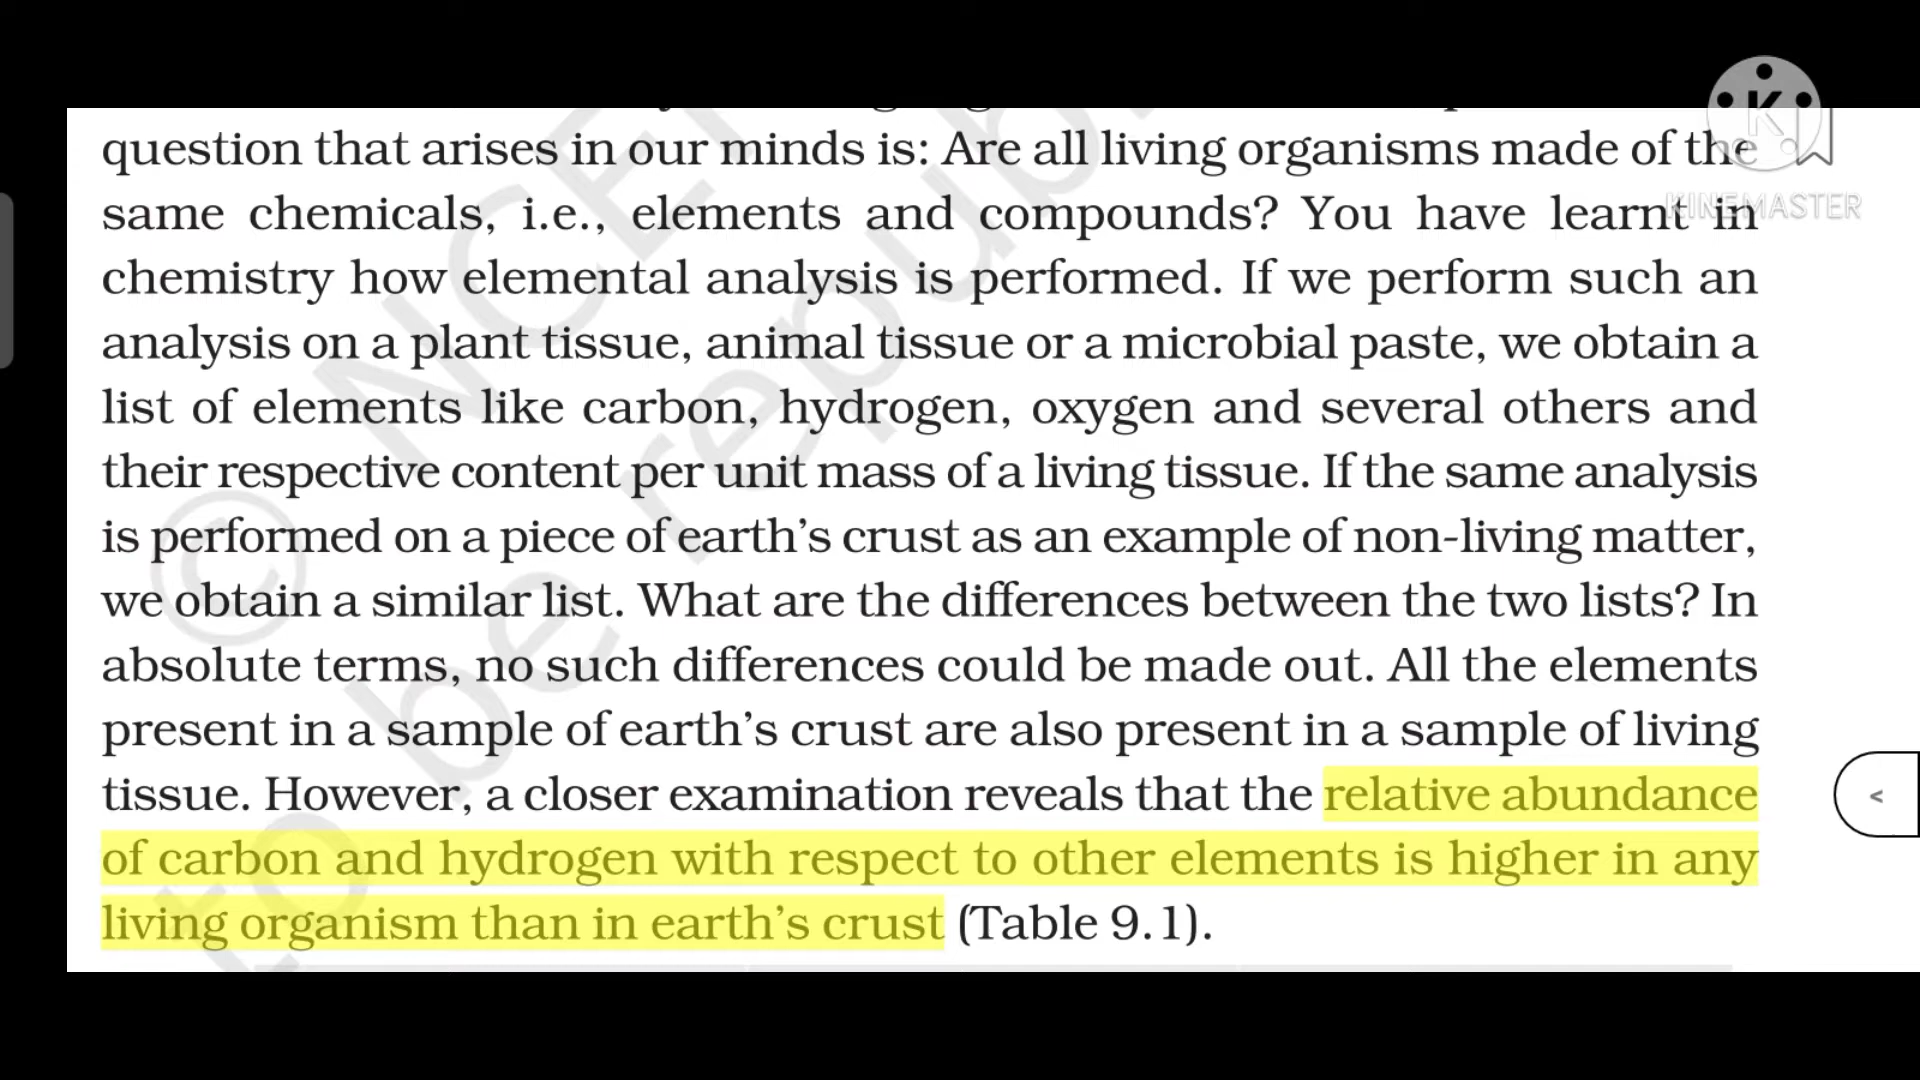 question that arises in our minds is: Are all living organisms made of the
same chemicals, i.e., elements and compounds? You have learnt in
chemistry how elemental analysis is performed. If we perform such an
analysis on a plant tissue, animal tissue or a microbial paste, we obtain a
list of elements like carbon, hydrogen, oxygen and several others and
their respective content per unit mass of a living tissue. If the same analysis
is performed on a piece of earth’s crust as an example of non-living matter,
we obtain a similar list. What are the differences between the two lists? In
absolute terms, no such differences could be made out. All the elements
present in a sample of earth’s crust are also present in a sample of living
tissue. However, a closer examination reveals that the relative abundance
of carbon and hydrogen with respect to other elements is higher in any
living organism than in earth’s crust (Table 9.1).
K
KINEMASTER
<
© NCE
to be repub